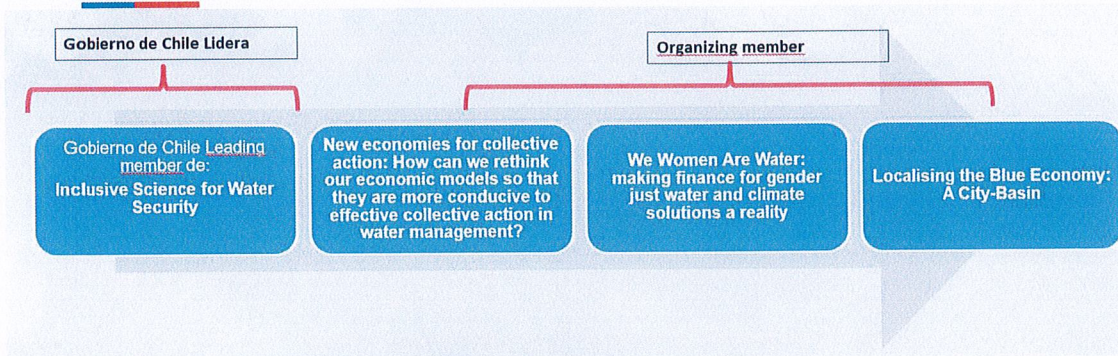 Gobierno de Chile Lidera
Organizing member
Gobierno de Chile Leading
member de:
Inclusive Science for Water
Security
New economies for collective
action: How can we rethink
our economic models so that
they are more conducive to
effective collective action in
water management?
We Women Are Water:
making finance for gender
just water and climate
solutions a reality
Localising the Blue Economy:
A City-Basin